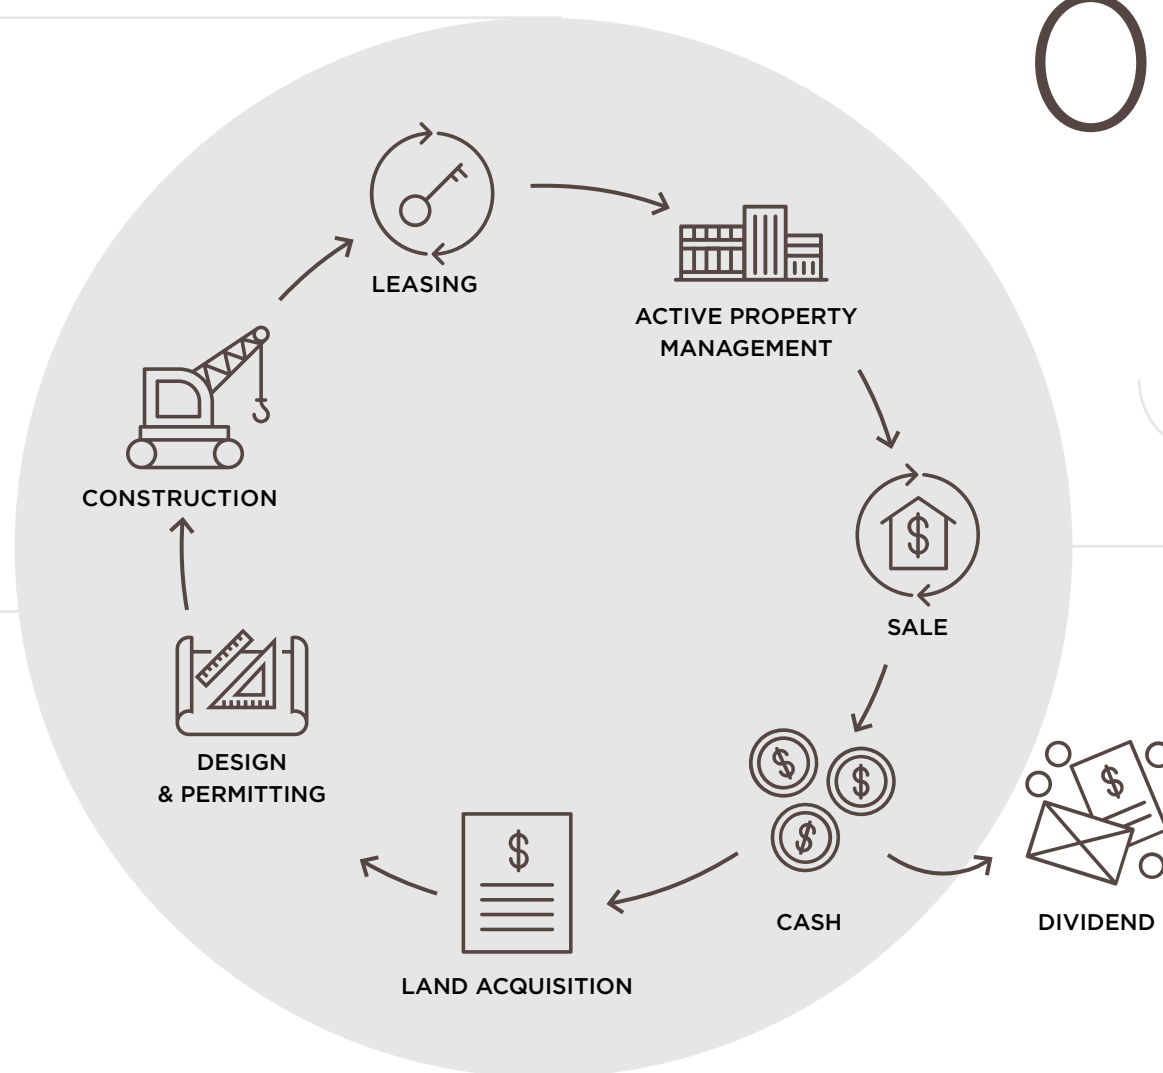 O
LEASING
ACTIVE PROPERTY
MANAGEMENT
CONSTRUCTION
$
SALE
DESIGN
& PERMITTING
$
$
$
$
$
CASH
DIVIDEND
LAND ACQUISITION